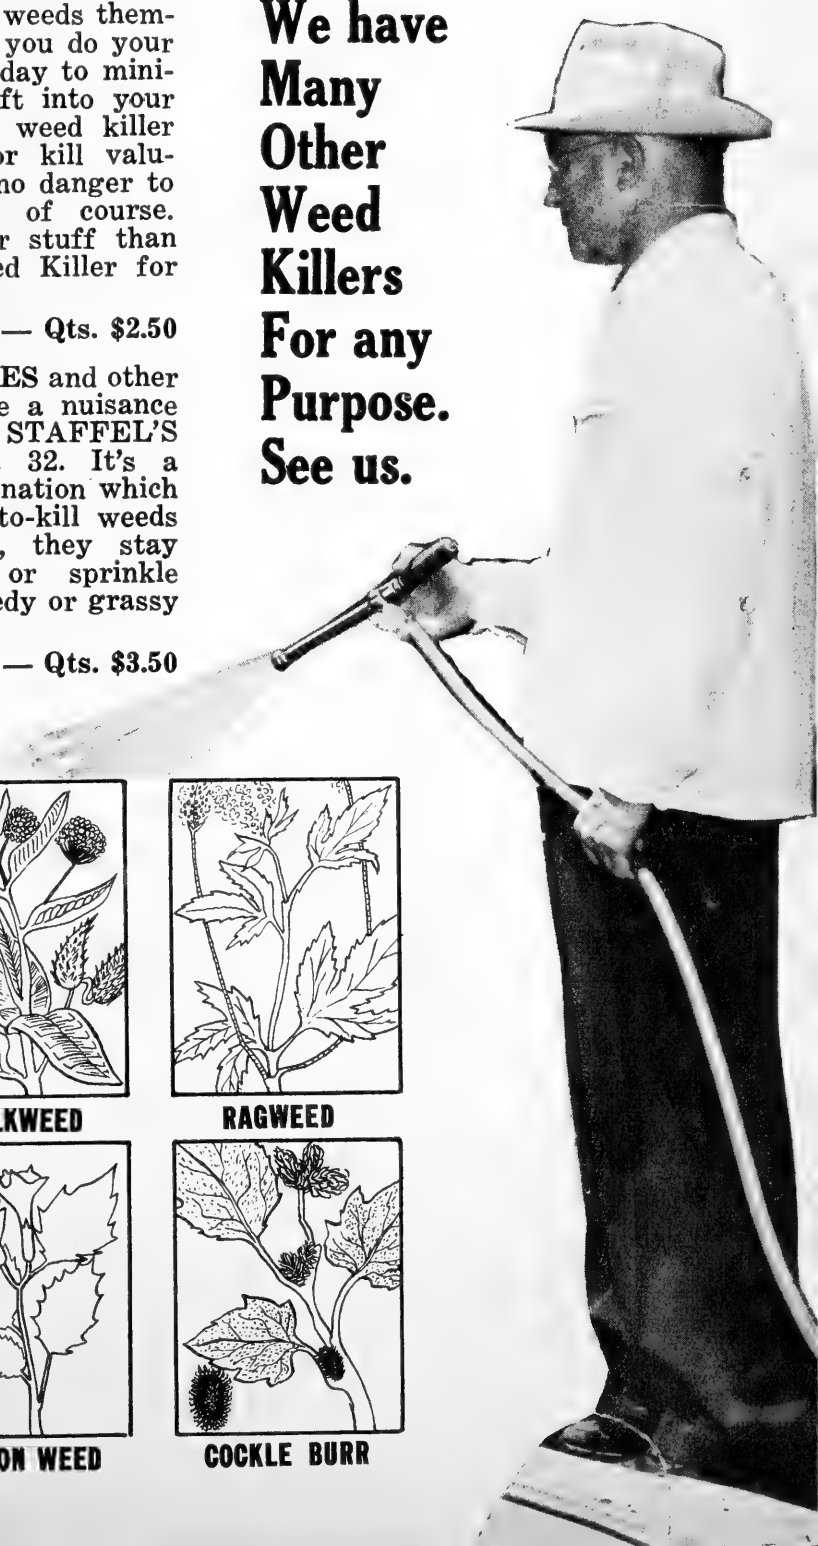 weeds them-
you do your
day to mini-
ft into your
weed killer
or kill valu-
no danger to
of course.
r stuff than
ed Killer for
— Qts. $2.50
ES and other
e a nuisance
STAFFEL'S
. 32. It's a
nation which
to-kill weeds
, they stay
or sprinkle
edy or grassy
— Qts. $3.50
We have
Many
Other
Weed
Killers
For any
Purpose.
See us.
LKWEED
RAGWEED
ON WEED
COCKLE BURR